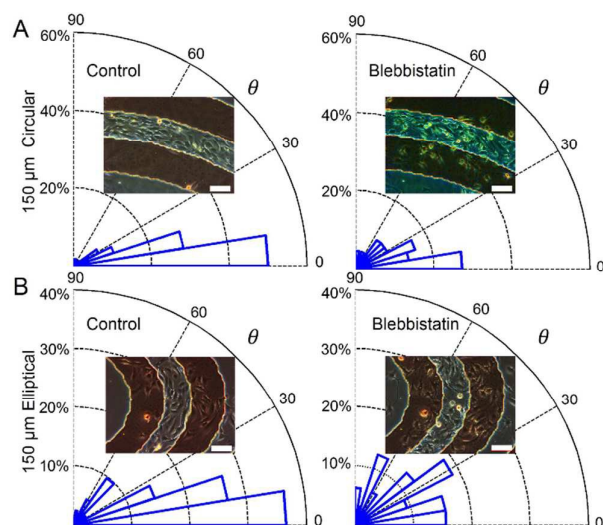 A
150 µm Circular
Control
60%
40%
20%
90
60
30
0
θ
Blebbistatin
60%
40%
20%
90
60
30
0
θ
B
150 µm Elliptical
Control
40%
30%
20%
10%
90
60
30
0
θ
Blebbistatin
40%
30%
20%
10%
90
60
30
0
θ